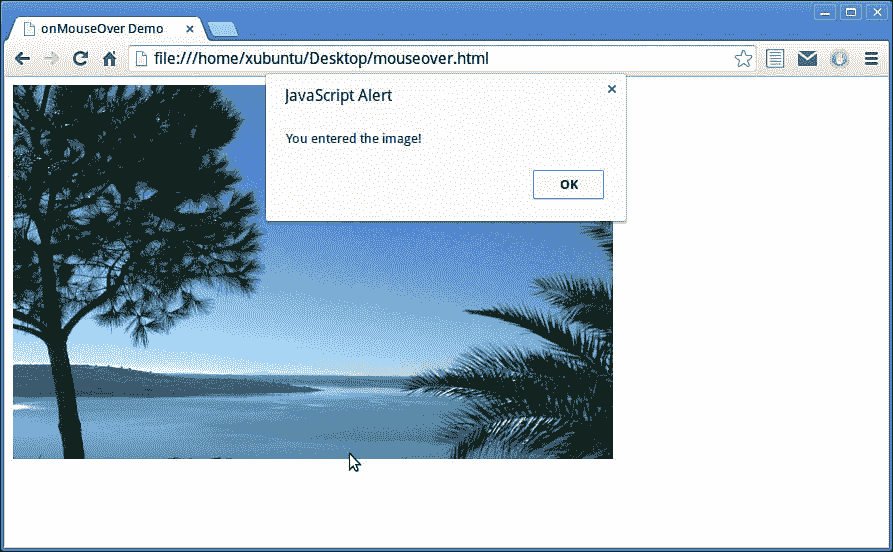 onMouseOver Demo
file:///home/xubuntu/Desktop/mouseover.html
JavaScript Alert
You entered the image!
OK